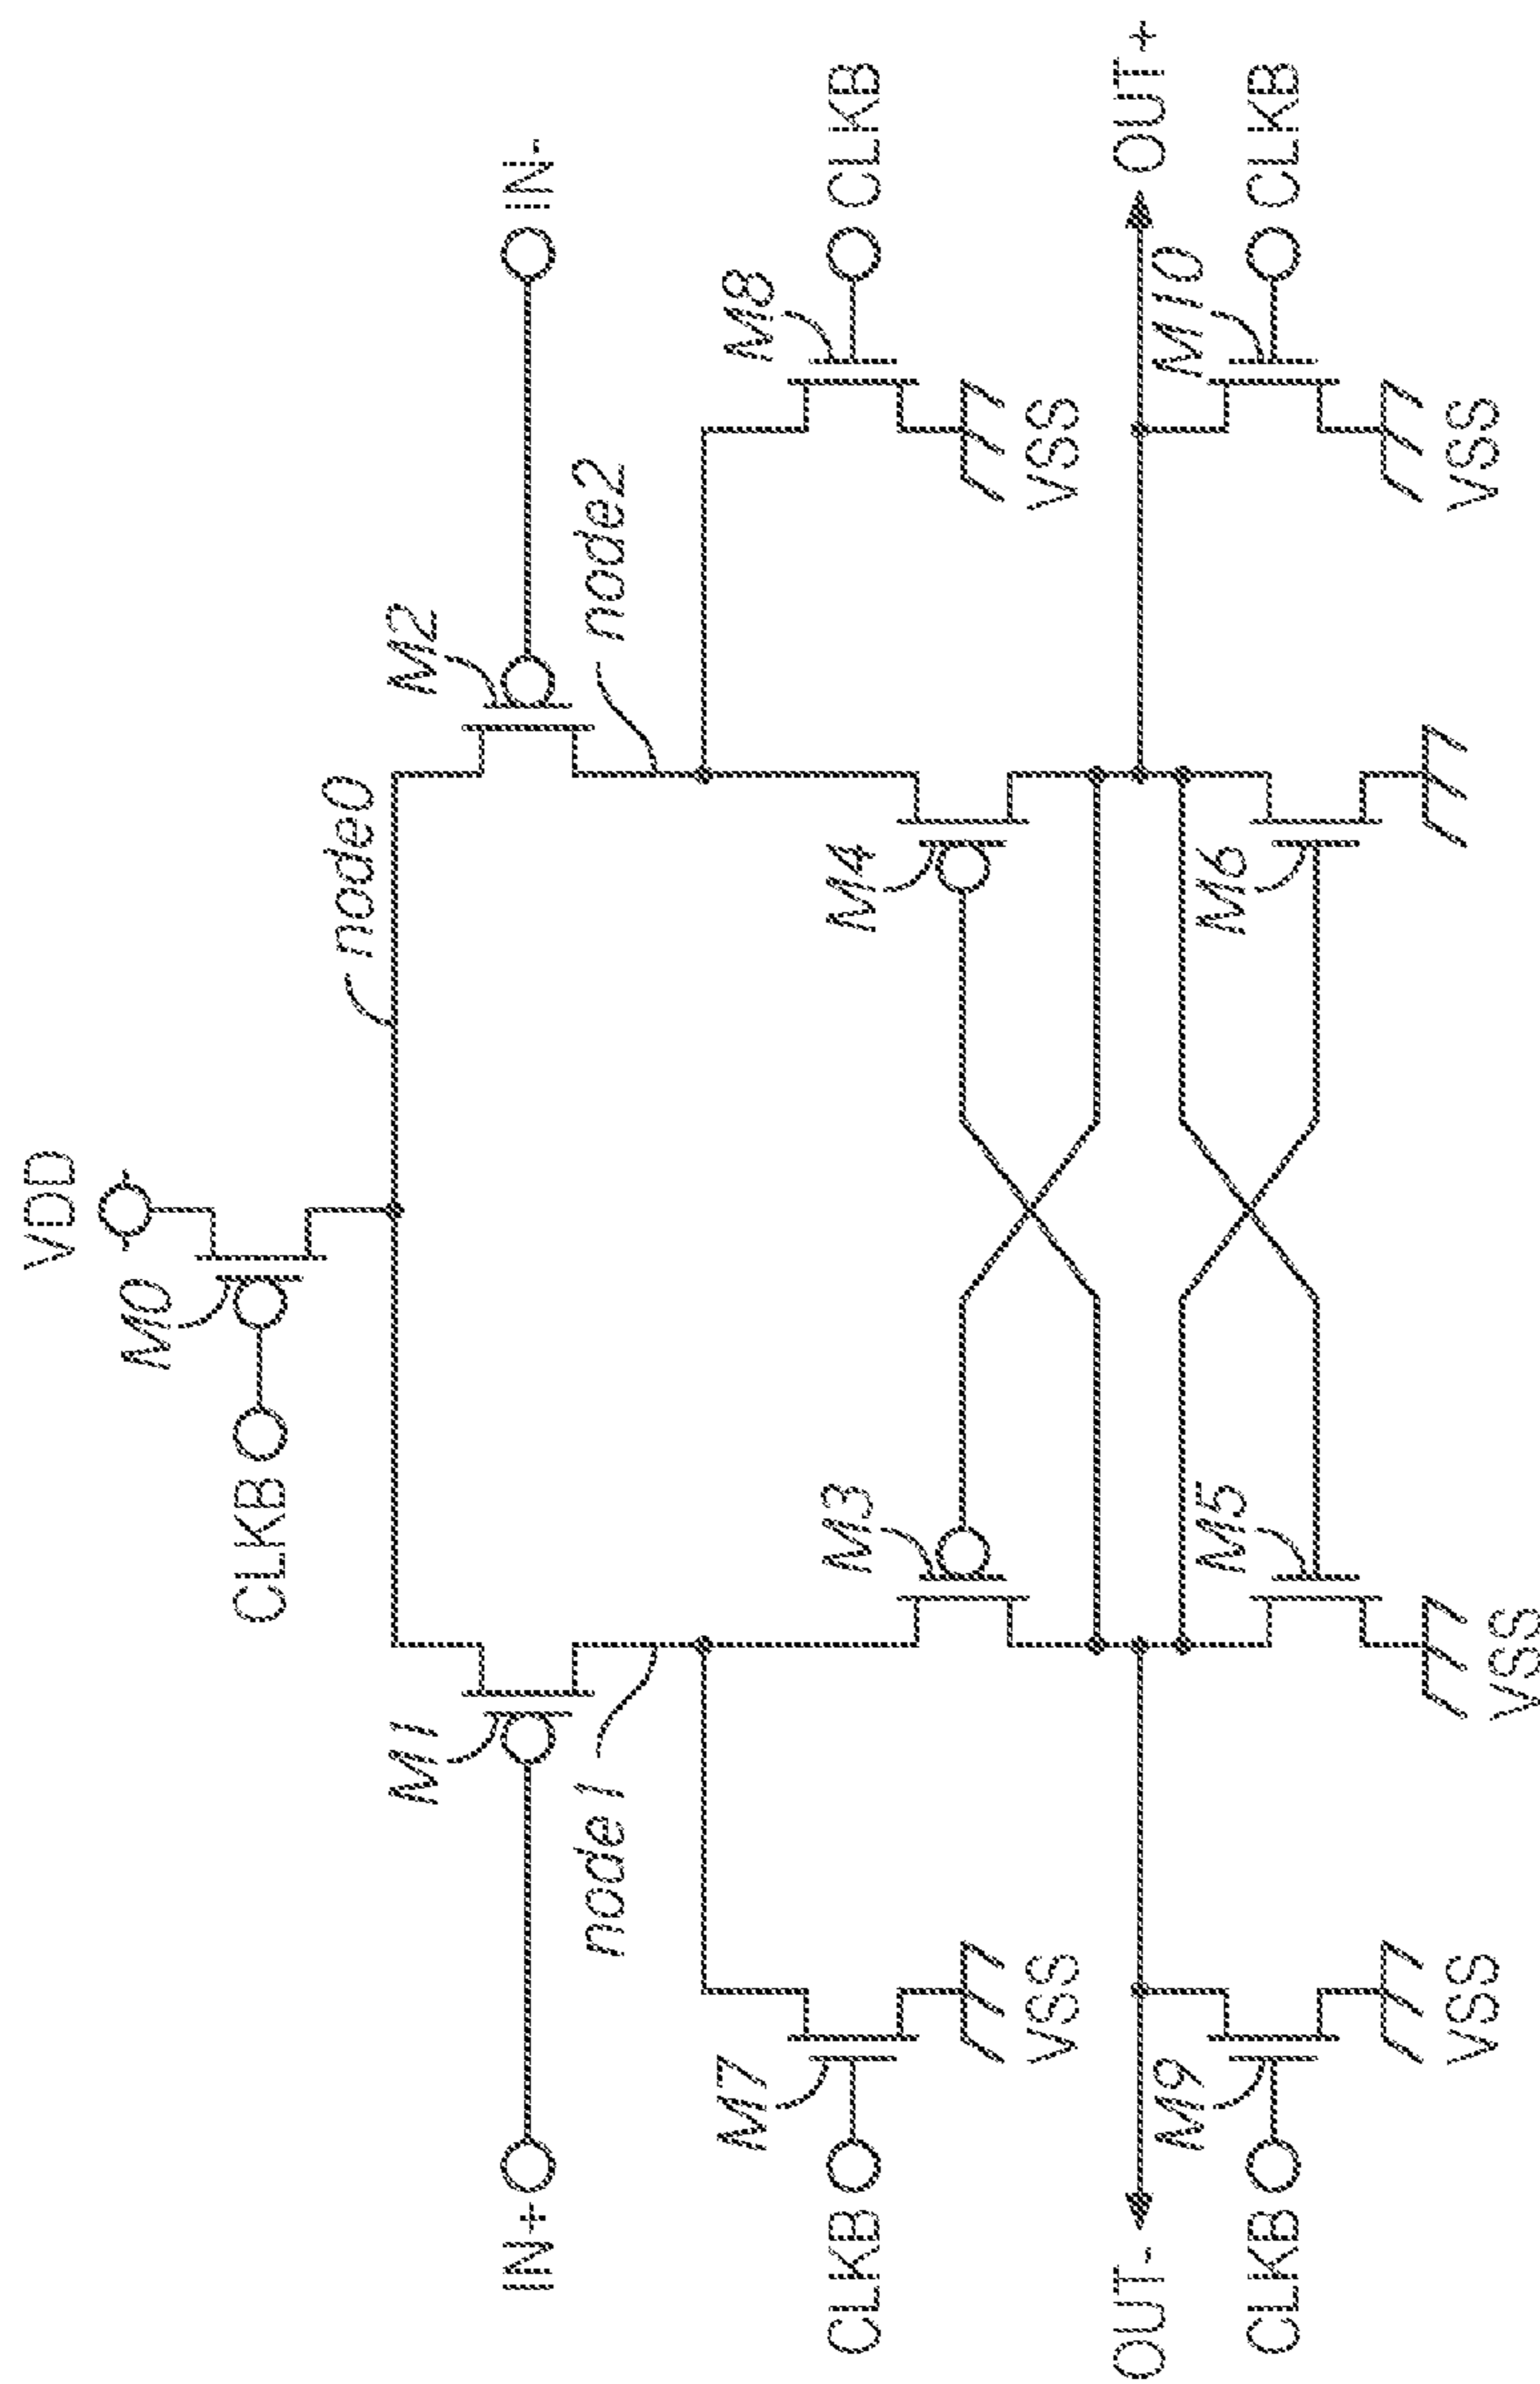 VDD
M0
CLKB
node0
M1
M2
IN+
IN-
node1
node2
M7
M3
M4
M8
CLKB
CLKB
VSS
VSS
OUT-
OUT+
M9
M5
M6
M10
CLKB
CLKB
VSS
VSS
VSS